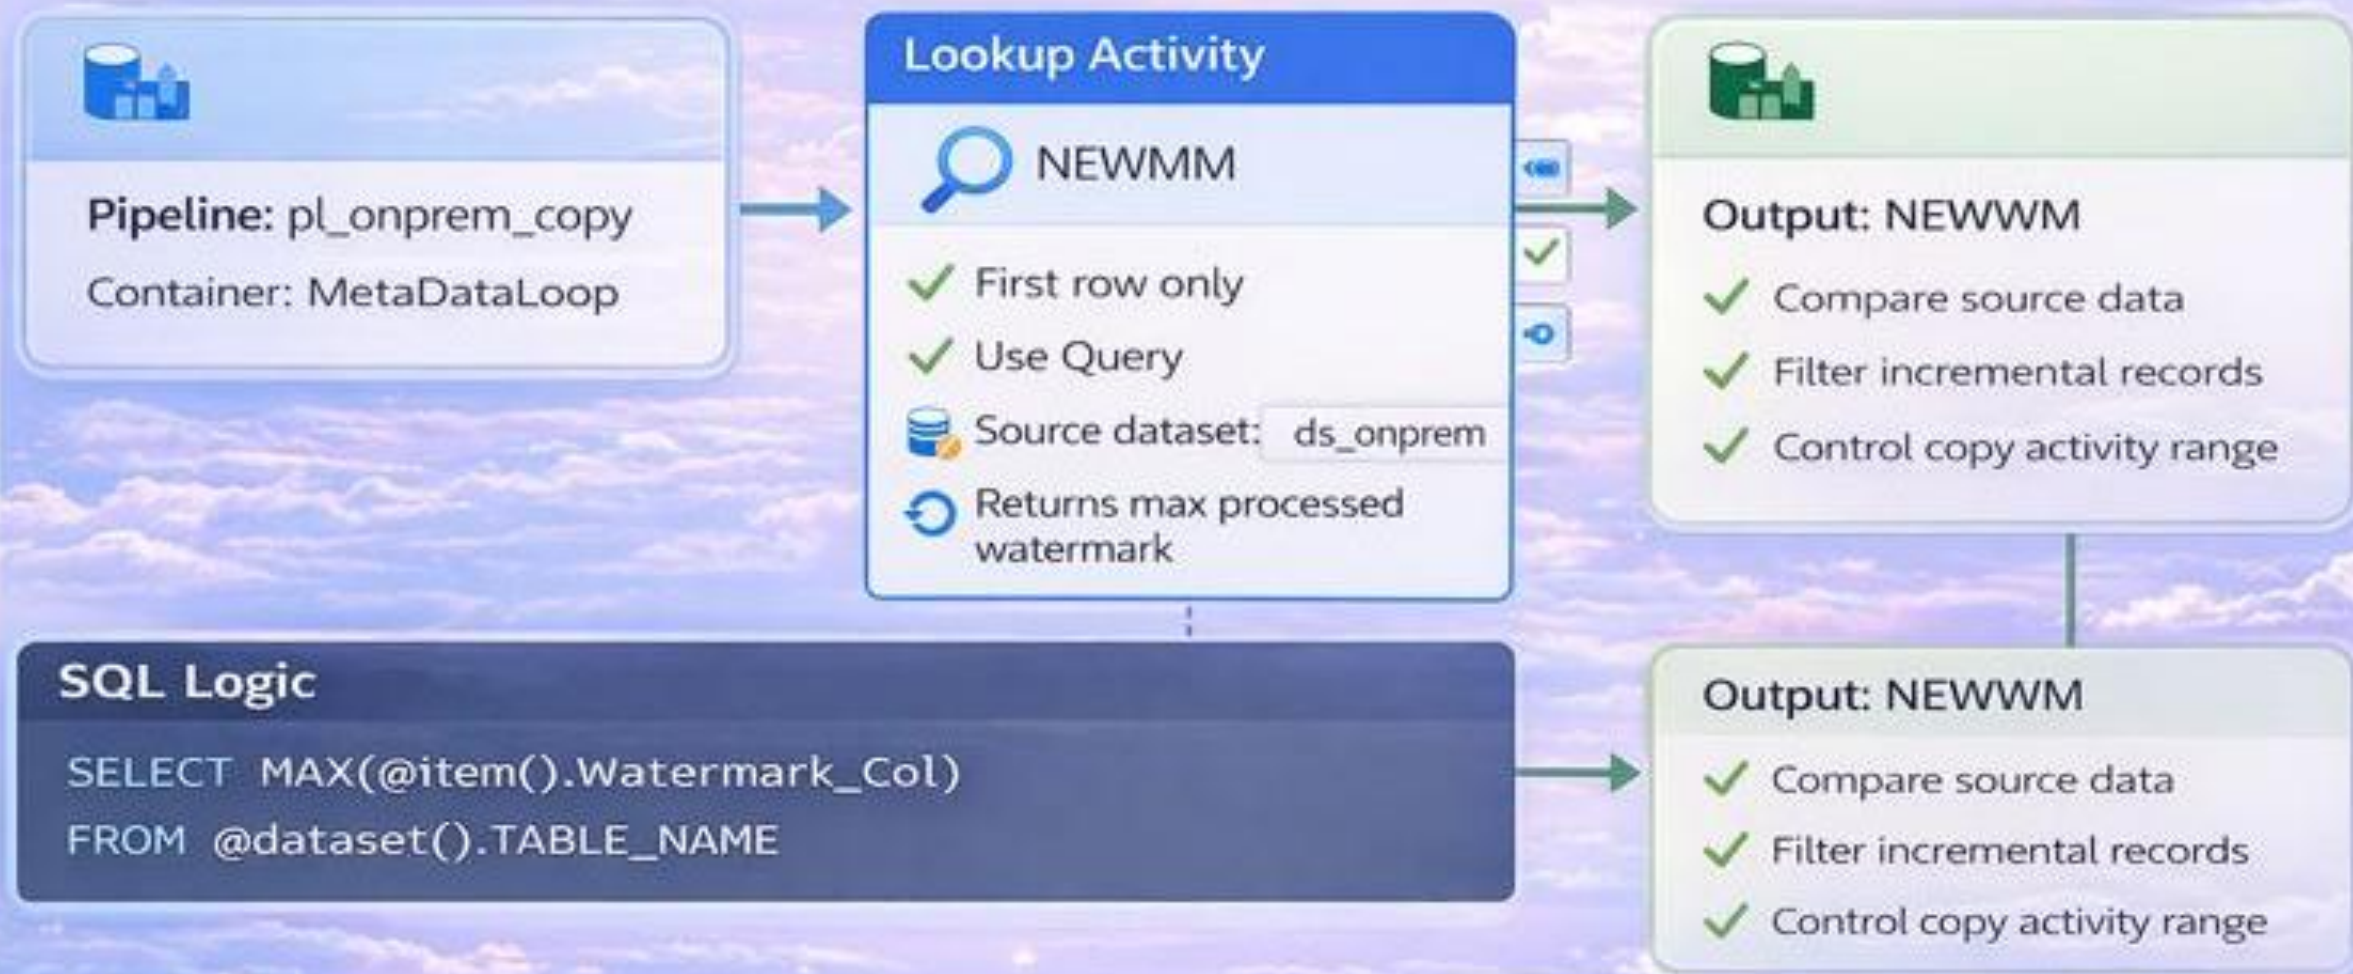 Pipeline: pl_onprem_copy
Container: MetaDataLoop
Lookup Activity
NEWMM
First row only
Use Query
Source dataset: ds_onprem
Returns max processed
watermark
Output: NEWWM
Compare source data
Filter incremental records
Control copy activity range
SQL Logic
SELECT MAX(@item().Watermark_Col)
FROM @dataset().TABLE_NAME
Output: NEWWM
Compare source data
Filter incremental records
Control copy activity range